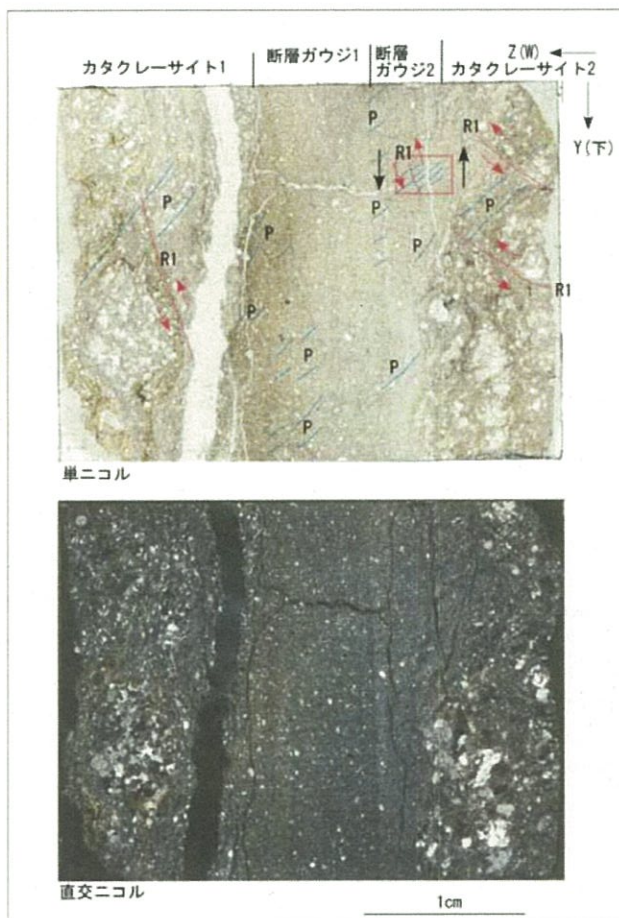 Z(W)
カタクレーサイト1
断層ガウジ1
断層
ガウジ2
カタクレーサイト2
Y(下)
P
R1
R1
P
P
P
R1
P
P
R1
P
P
P
P
単ニコル
直交ニコル
1cm